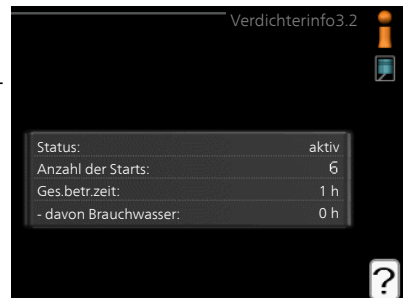 Verdichterinfo3.2
Status: aktiv
Anzahl der Starts: 6
Ges.betr.zeit: 1 h
- davon Brauchwasser: 0 h
?